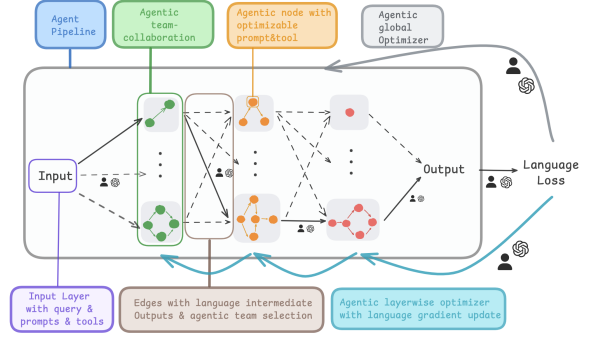 Agent
Pipeline
Agentic
team-
collaboration
Agentic node with
optimizable
prompt&tool
Agentic
global
Optimizer
Input
Output
Language
Loss
Input Layer
with query &
prompts & tools
Edges with language intermediate
Outputs & agentic team selection
Agentic layerwise optimizer
with language gradient update